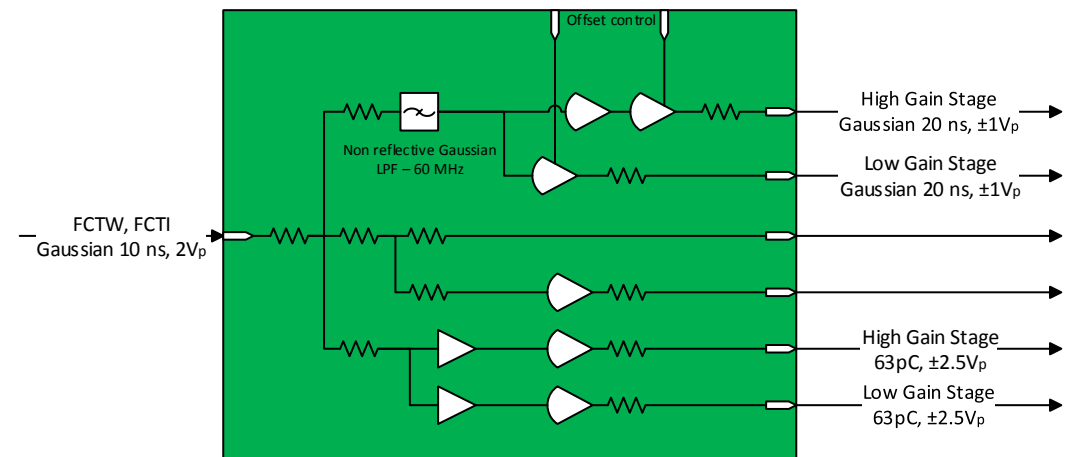 Offset control
High Gain Stage
Gaussian 20 ns, ±1Vp
Non reflective Gaussian
LPF – 60 MHz
Low Gain Stage
Gaussian 20 ns, ±1Vp
FCTW, FCTI
Gaussian 10 ns, 2Vp
High Gain Stage
63pC, ±2.5Vp
Low Gain Stage
63pC, ±2.5Vp